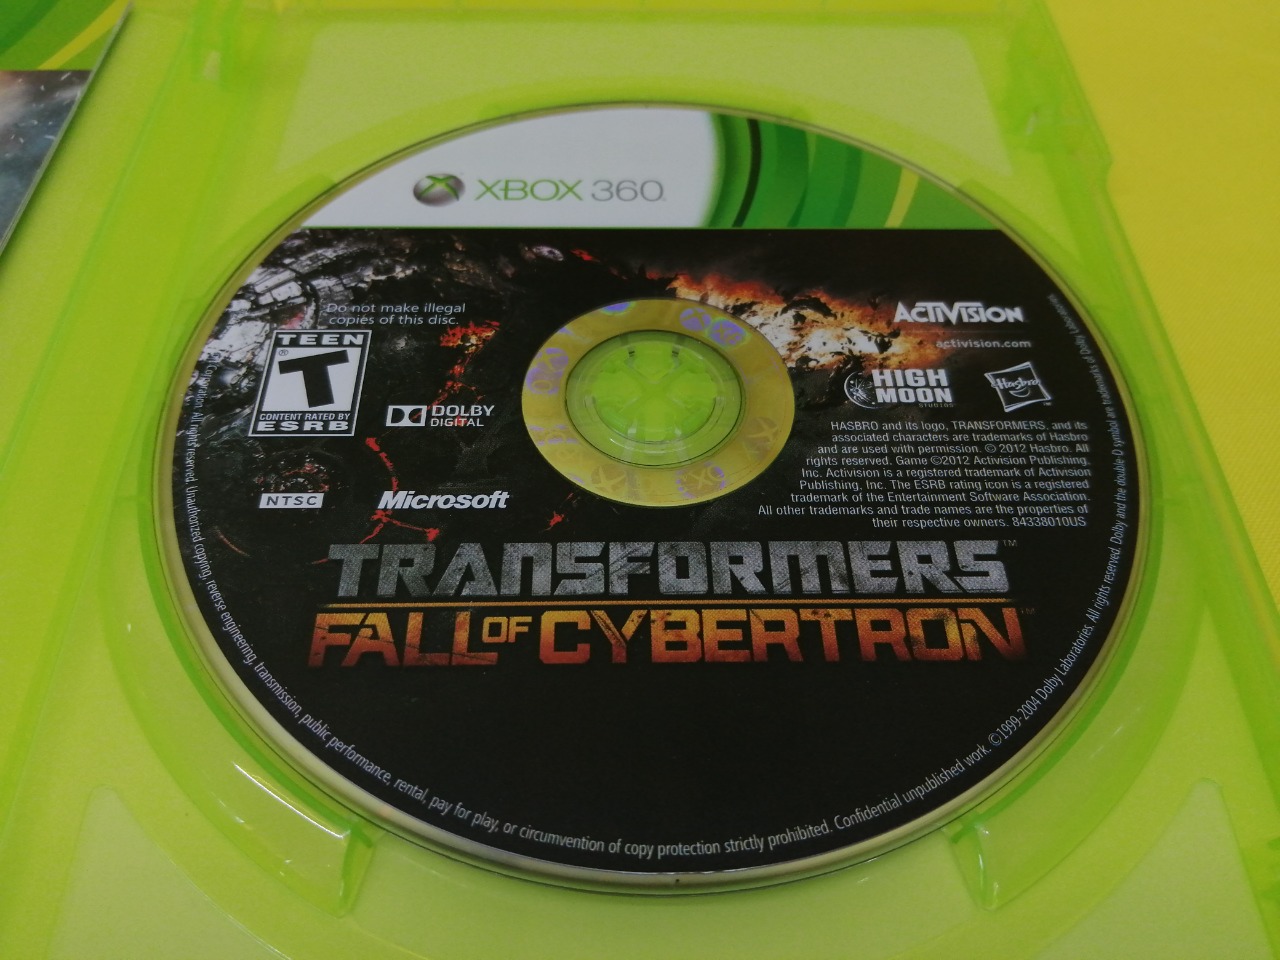 XBOX 360
Do not make illegal
copies of this disc.
TEEN
T
CONTENT RATED BY
ESRB
DOLBY
DIGITAL
NTSC
Microsoft
ACTIVISION
activision.com
HIGH
MOON
STUDIOS
Hasbro
HASBRO and its logo, TRANSFORMERS, and its
associated characters are trademarks of Hasbro
and are used with permission. © 2012 Hasbro. All
rights reserved. Game ©2012 Activision Publishing,
Inc. Activision is a registered trademark of Activision
Publishing, Inc. The ESRB rating icon is a registered
trademark of the Entertainment Software Association.
All other trademarks and trade names are the properties of
their respective owners. 84338010US
TRANSFORMERS™
FALL OF CYBERTRON™
Corporation. All rights reserved. Unauthorized copying, reverse engineering, transmission, public performance, rental, pay for play, or circumvention of copy protection strictly prohibited. Confidential unpublished work. ©1999-2004 Dolby Laboratories. All rights reserved. Dolby and the double-D symbol are trademarks of Dolby Laboratories.